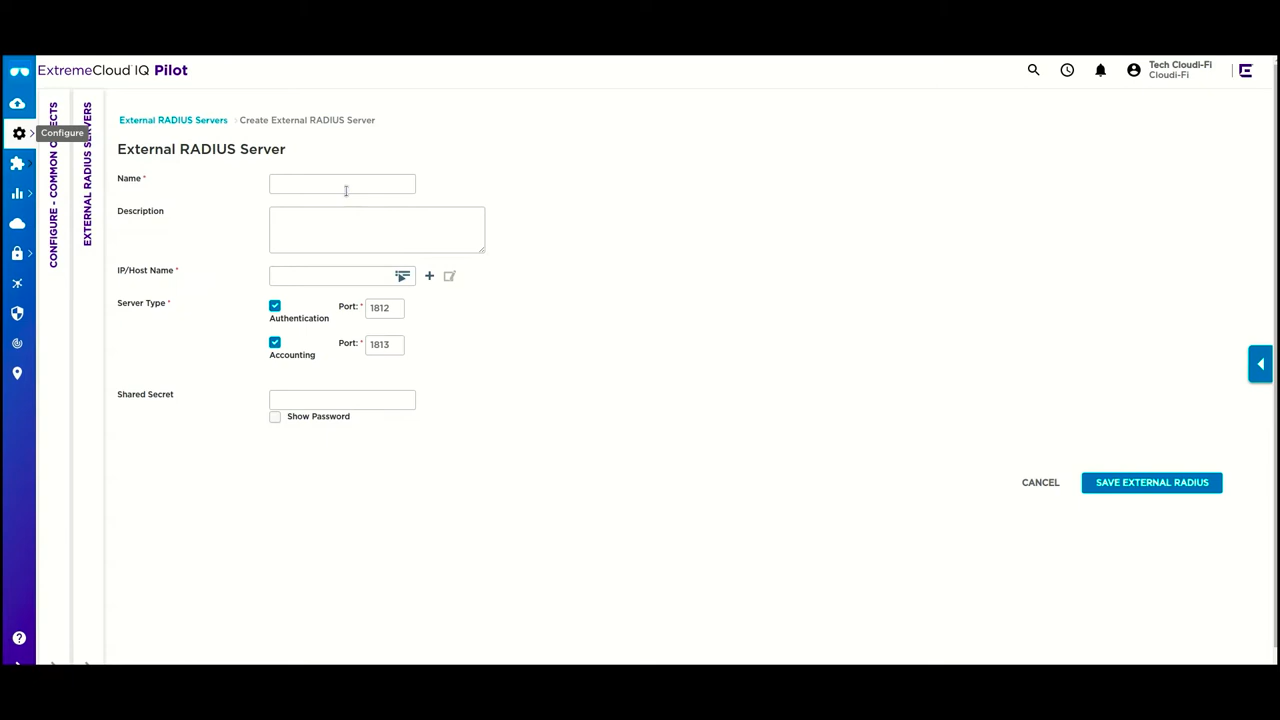 ExtremeCloud IQ Pilot
Tech Cloudi-Fi
Cloudi-Fi
Configure
CONFIGURE - COMMON OBJECTS
EXTERNAL RADIUS SERVERS
External RADIUS Servers › Create External RADIUS Server
External RADIUS Server
Name *
Description
IP/Host Name *
Server Type *
Authentication
Port: * 1812
Accounting
Port: * 1813
Shared Secret
Show Password
CANCEL
SAVE EXTERNAL RADIUS